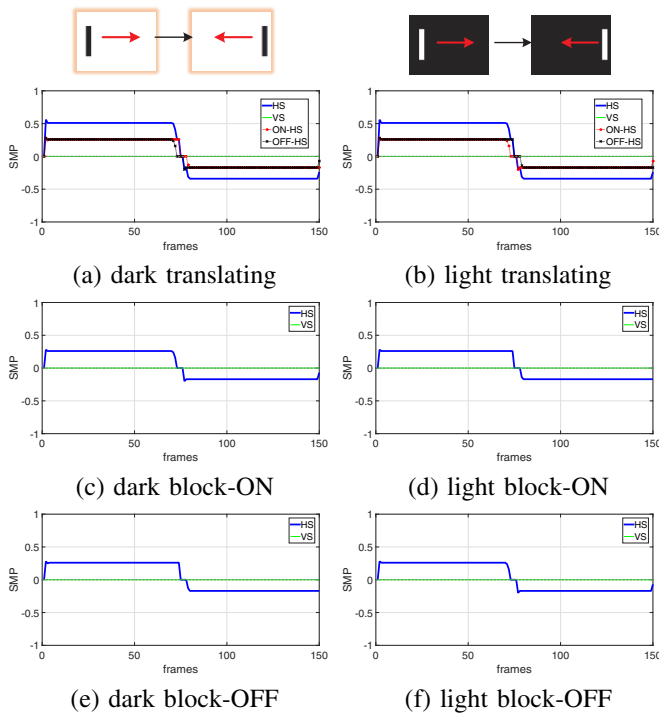 1
0.5
0
-0.5
-1
SMP
0 50 100 150
frames
HS
VS
ON-HS
OFF-HS
(a) dark translating
1
0.5
0
-0.5
-1
SMP
0 50 100 150
frames
HS
VS
ON-HS
OFF-HS
(b) light translating
1
0.5
0
-0.5
-1
SMP
0 50 100 150
frames
HS
VS
(c) dark block-ON
1
0.5
0
-0.5
-1
SMP
0 50 100 150
frames
HS
VS
(d) light block-ON
1
0.5
0
-0.5
-1
SMP
0 50 100 150
frames
HS
VS
(e) dark block-OFF
1
0.5
0
-0.5
-1
SMP
0 50 100 150
frames
HS
VS
(f) light block-OFF